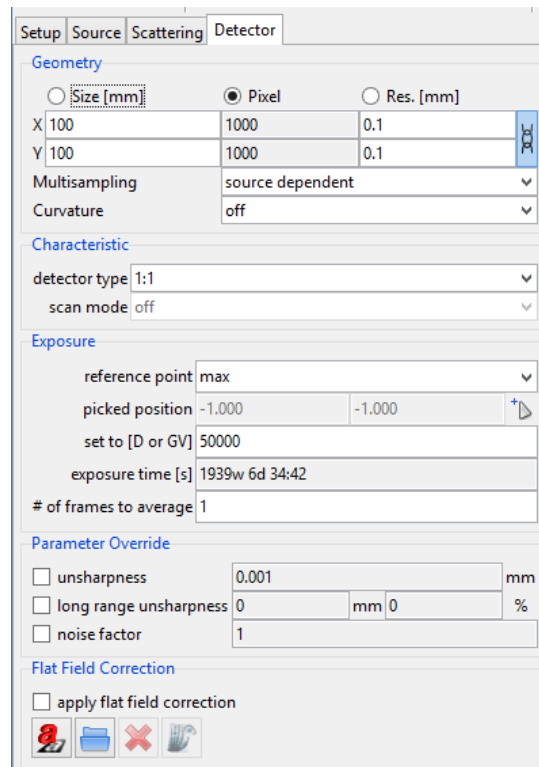 Setup Source Scattering Detector
Geometry
Size [mm] Pixel Res. [mm]
X 100 1000 0.1
Y 100 1000 0.1
Multisampling source dependent
Curvature off
Characteristic
detector type 1:1
scan mode off
Exposure
reference point max
picked position -1.000 -1.000
set to [D or GV] 50000
exposure time [s] 1939w 6d 34:42
# of frames to average 1
Parameter Override
unsharpness 0.001 mm
long range unsharpness 0 mm 0 %
noise factor 1
Flat Field Correction
apply flat field correction
a